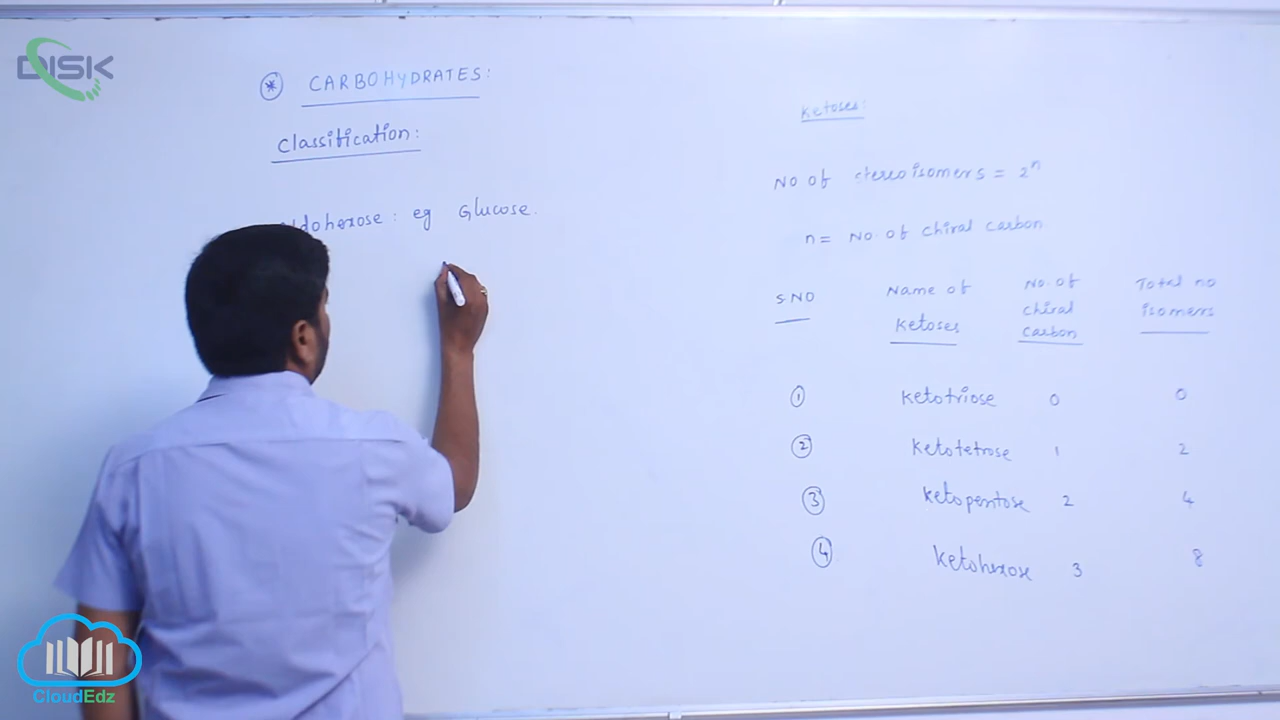 DISK
* CARBOHYDRATES:
Classification:
Aldohexose: eg Glucose.
Ketoses:
No of stereoisomers = 2ⁿ
n = No. of chiral carbon
S.NO
Name of Ketoses
No. of chiral carbon
Total no isomers
1 ketotriose 0 0
2 ketotetrose 1 2
3 ketopentose 2 4
4 ketohexose 3 8
CloudEdz